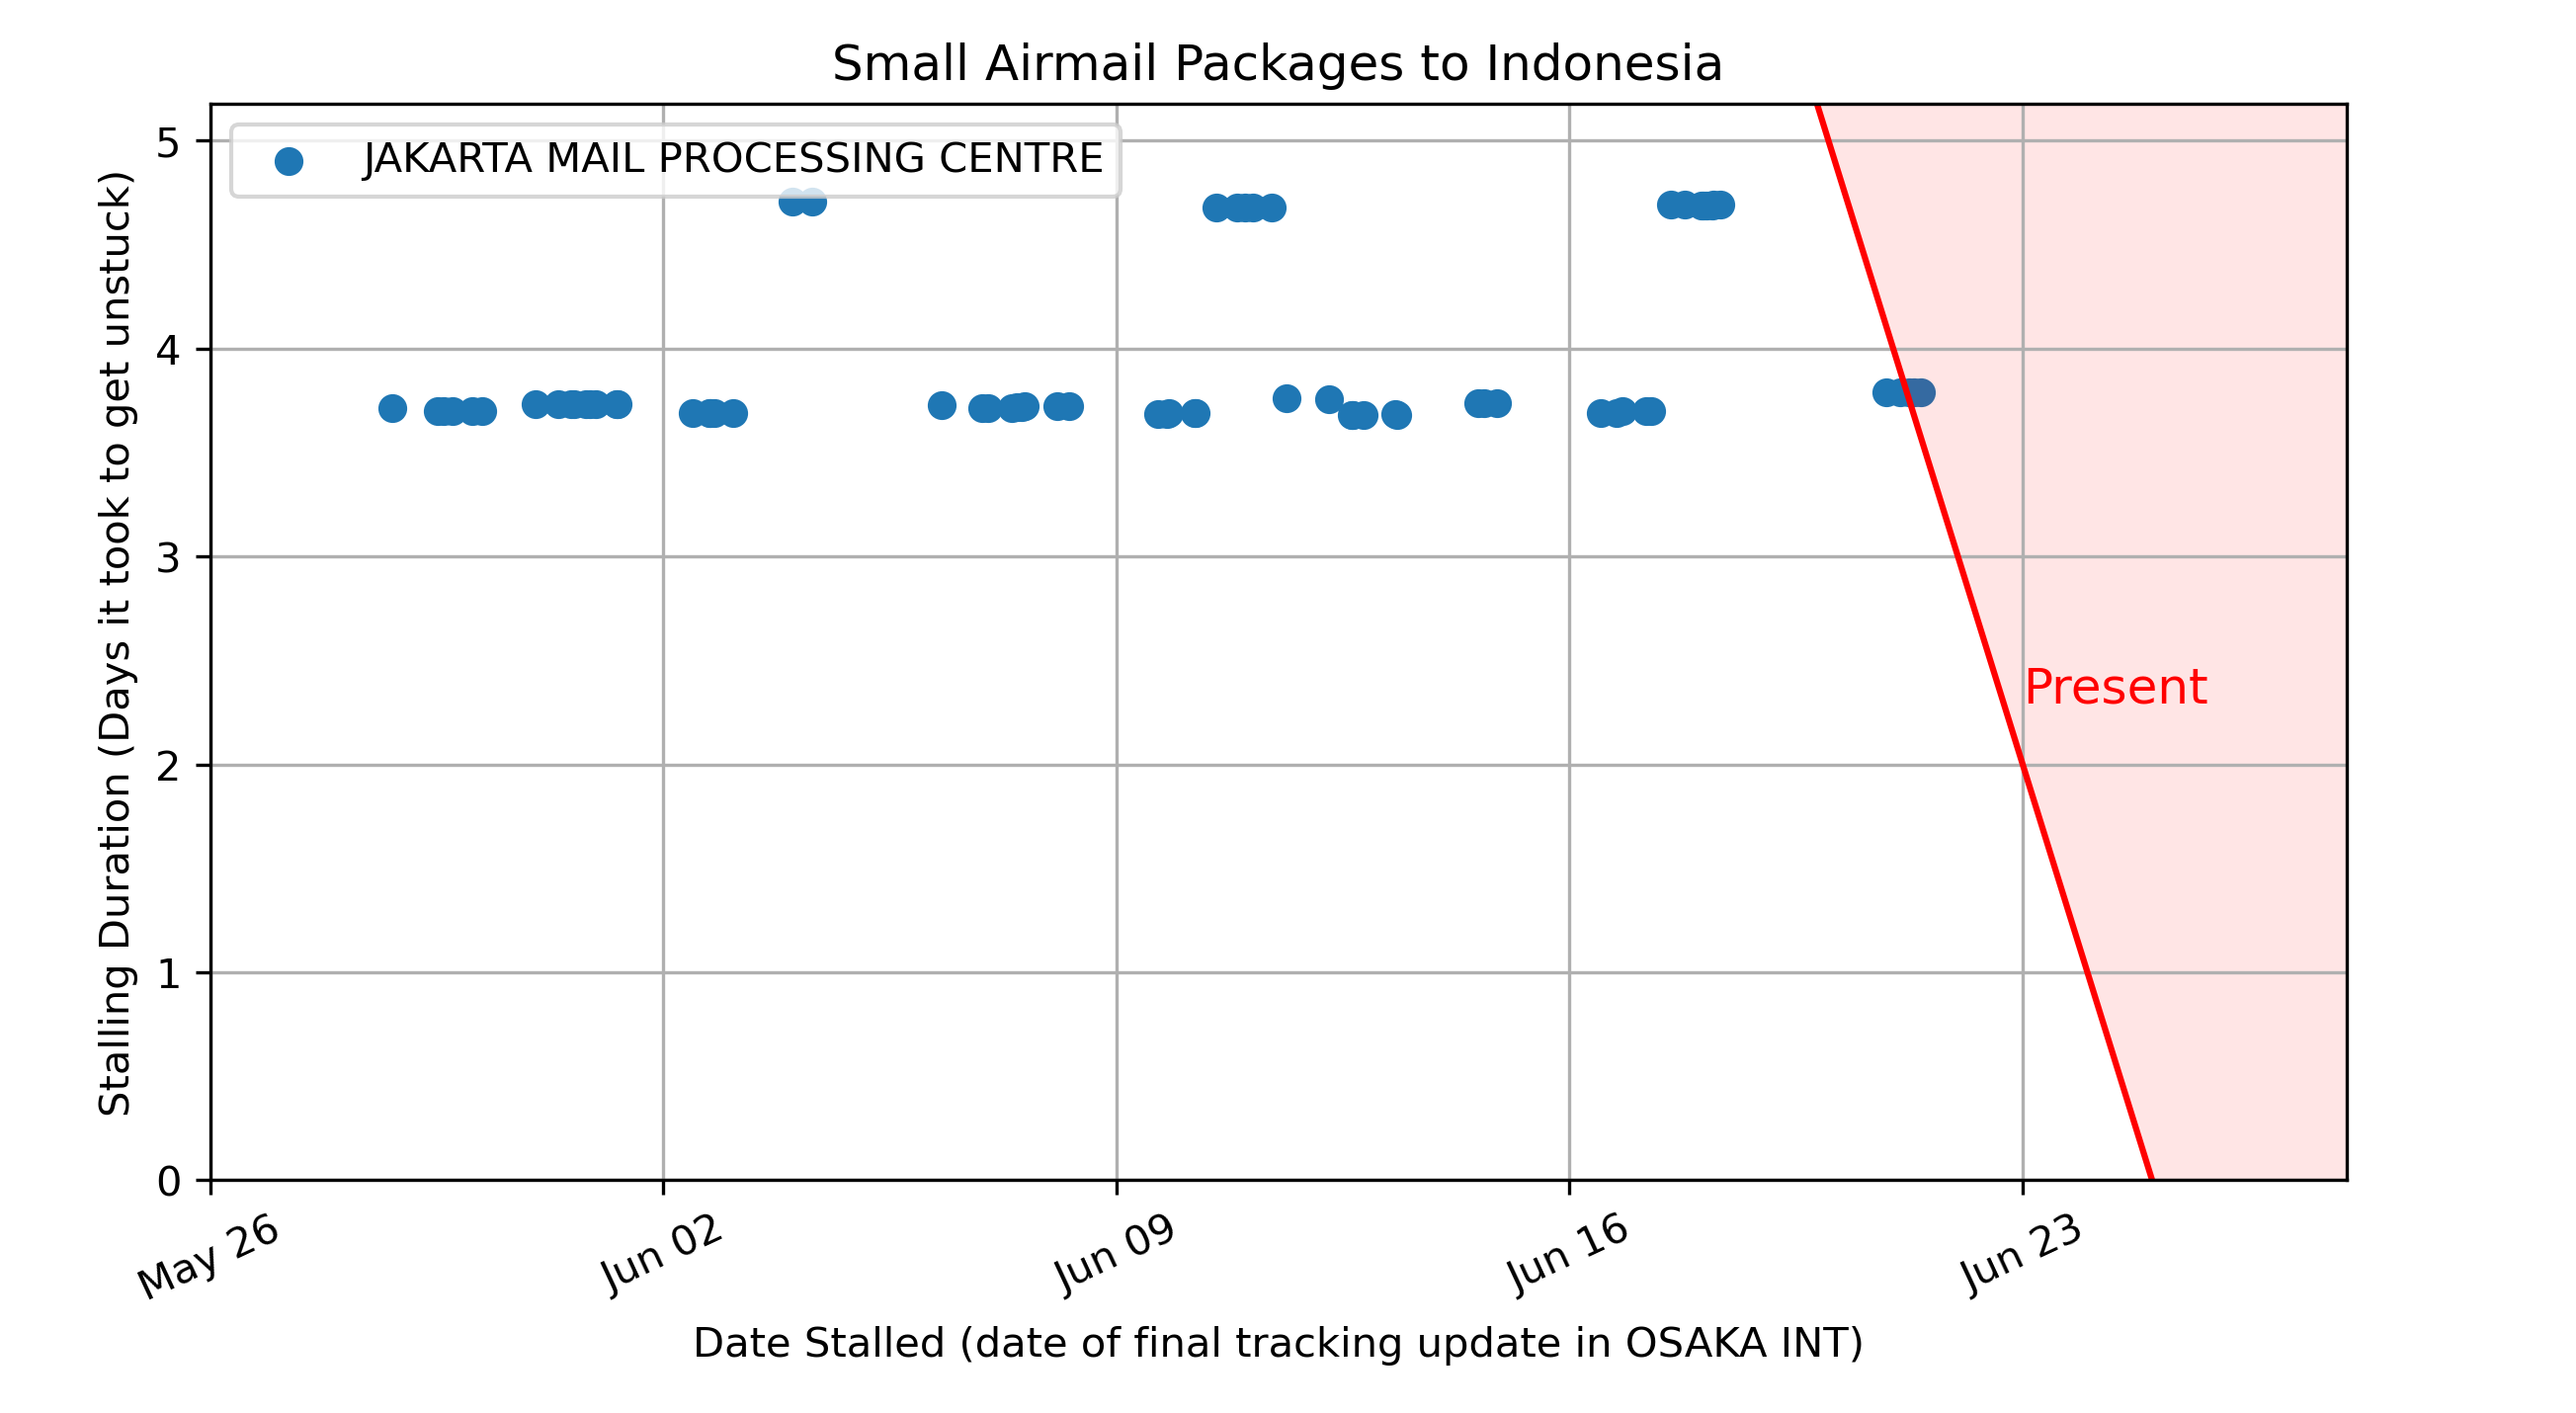 Small Airmail Packages to Indonesia
JAKARTA MAIL PROCESSING CENTRE
Stalling Duration (Days it took to get unstuck)
5
4
3
2
1
0
Present
May 26
Jun 02
Jun 09
Jun 16
Jun 23
Date Stalled (date of final tracking update in OSAKA INT)